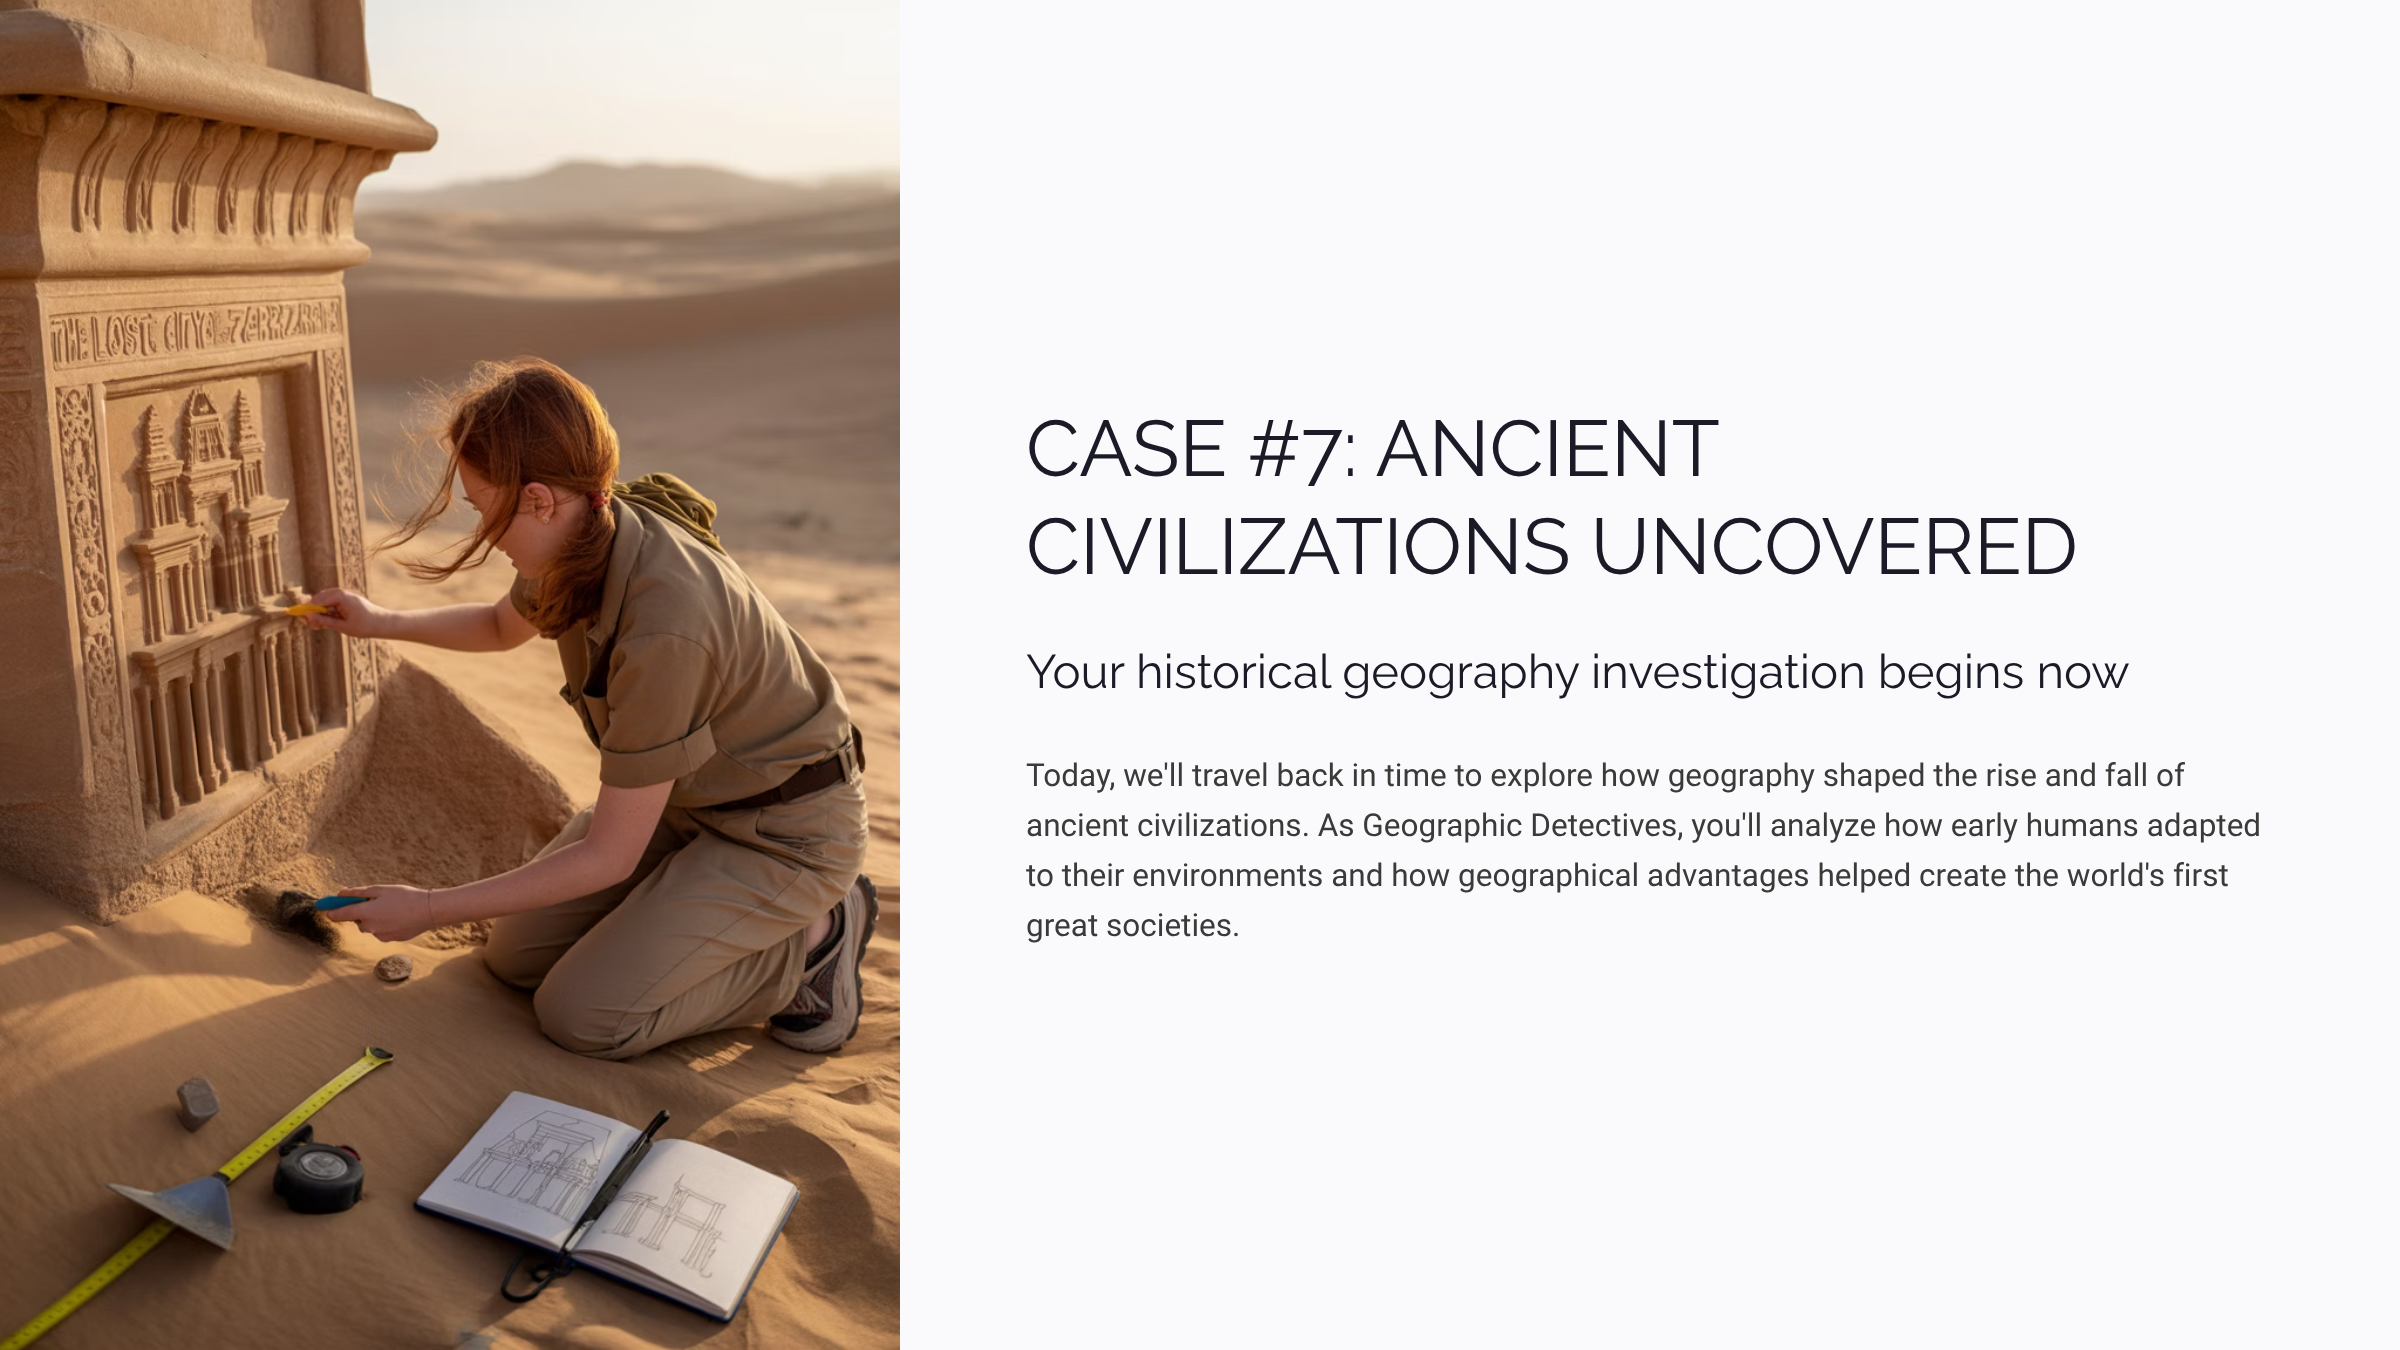 THE LOST CITY
CASE #7: ANCIENT
CIVILIZATIONS UNCOVERED
Your historical geography investigation begins now
Today, we'll travel back in time to explore how geography shaped the rise and fall of
ancient civilizations. As Geographic Detectives, you'll analyze how early humans adapted
to their environments and how geographical advantages helped create the world's first
great societies.